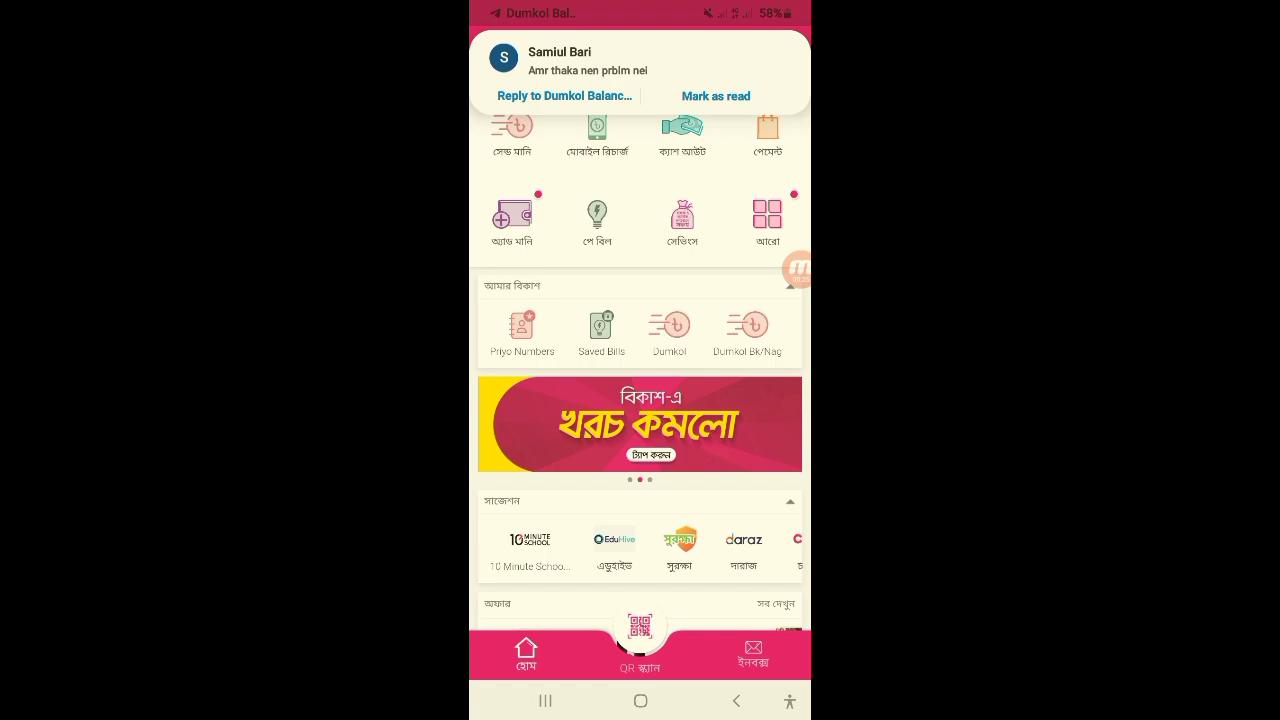 Dumkol Bal..
58%
S
Samiul Bari
Amr thaka nen prblm nei
Reply to Dumkol Balanc... Mark as read
সেন্ড মানি মোবাইল রিচার্জ ক্যাশ আউট পেমেন্ট
অ্যাড মানি পে বিল সেভিংস আরো
আমার বিকাশ
Priyo Numbers Saved Bills Dumkol Dumkol Bk/Nag
বিকাশ-এ
খরচ কমলো
ট্যাপ করুন
সাজেশন
10 MINUTE SCHOOL EduHive সুরক্ষা daraz
10 Minute Schoo... এডুহাইভ সুরক্ষা দারাজ
অফার সব দেখুন
হোম QR স্ক্যান ইনবক্স